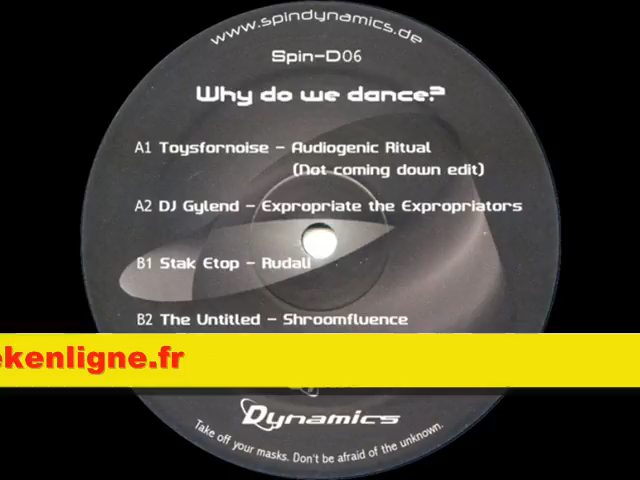 www.spindynamics.de
Spin-D06
Why do we dance?
A1 Toysfornoise - Audiogenic Ritual
(Not coming down edit)
A2 DJ Gylend - Expropriate the Expropriators
B1 Stak Etop - Rudali
B2 The Untitled - Shroomfluence
ekenligne.fr
Dynamics
Take off your masks. Don't be afraid of the unknown.